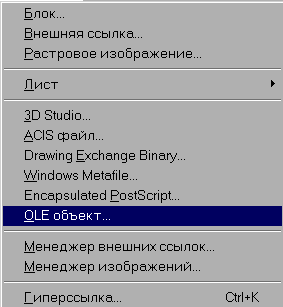 Блок...
Внешняя ссылка...
Растровое изображение...
Лист
3D Studio...
ACIS файл...
Drawing Exchange Binary...
Windows Metafile...
Encapsulated PostScript...
OLE объект...
Менеджер внешних ссылок...
Менеджер изображений...
Гиперссылка... Ctrl+K